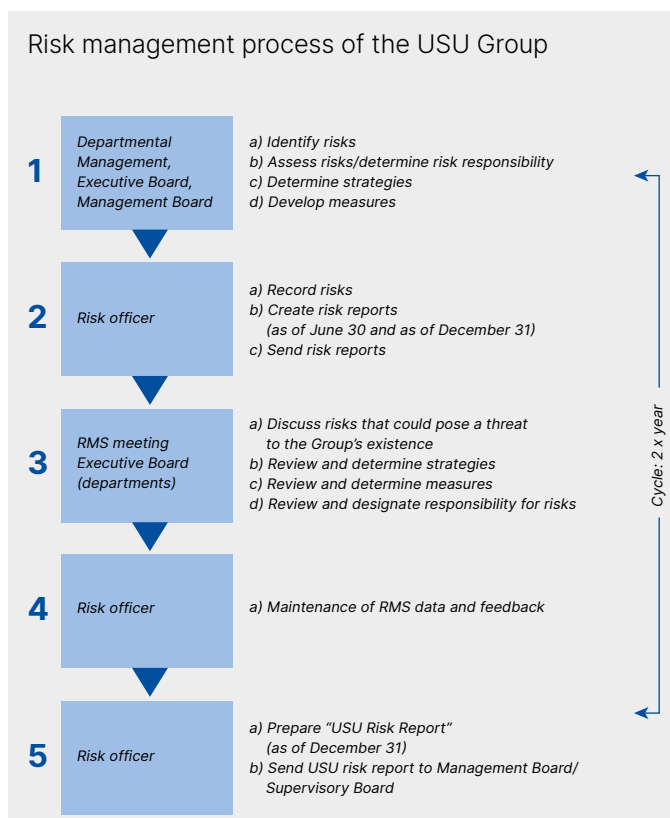 Risk management process of the USU Group
1
Departmental
Management,
Executive Board,
Management Board
a) Identify risks
b) Assess risks/determine risk responsibility
c) Determine strategies
d) Develop measures
2
Risk officer
a) Record risks
b) Create risk reports
(as of June 30 and as of December 31)
c) Send risk reports
3
RMS meeting
Executive Board
(departments)
a) Discuss risks that could pose a threat
to the Group’s existence
b) Review and determine strategies
c) Review and determine measures
d) Review and designate responsibility for risks
4
Risk officer
a) Maintenance of RMS data and feedback
5
Risk officer
a) Prepare “USU Risk Report”
(as of December 31)
b) Send USU risk report to Management Board/
Supervisory Board
Cycle: 2 x year